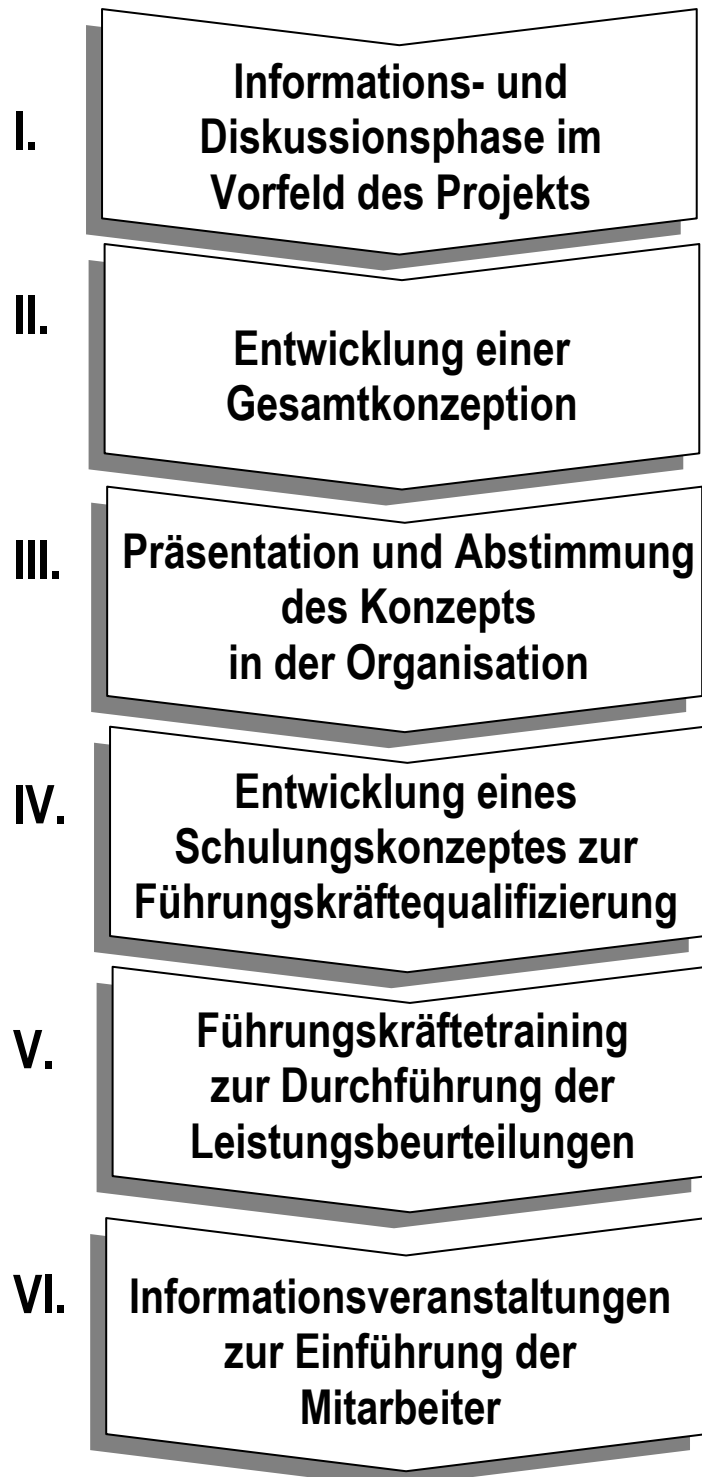 I.
Informations- und
Diskussionsphase im
Vorfeld des Projekts
II.
Entwicklung einer
Gesamtkonzeption
III.
Präsentation und Abstimmung
des Konzepts
in der Organisation
IV.
Entwicklung eines
Schulungskonzeptes zur
Führungskräftequalifizierung
V.
Führungskräftetraining
zur Durchführung der
Leistungsbeurteilungen
VI.
Informationsveranstaltungen
zur Einführung der
Mitarbeiter